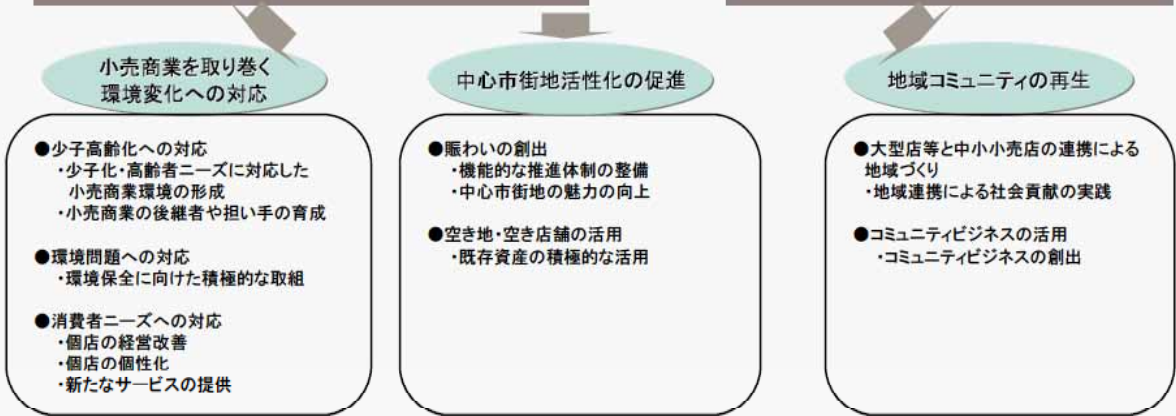 小売商業を取り巻く
環境変化への対応
●少子高齢化への対応
・少子化・高齢者ニーズに対応した
小売商業環境の形成
・小売商業の後継者や担い手の育成
●環境問題への対応
・環境保全に向けた積極的な取組
●消費者ニーズへの対応
・個店の経営改善
・個店の個性化
・新たなサービスの提供
中心市街地活性化の促進
●賑わいの創出
・機能的な推進体制の整備
・中心市街地の魅力の向上
●空き地・空き店舗の活用
・既存資産の積極的な活用
地域コミュニティの再生
●大型店等と中小小売店の連携による
地域づくり
・地域連携による社会貢献の実践
●コミュニティビジネスの活用
・コミュニティビジネスの創出